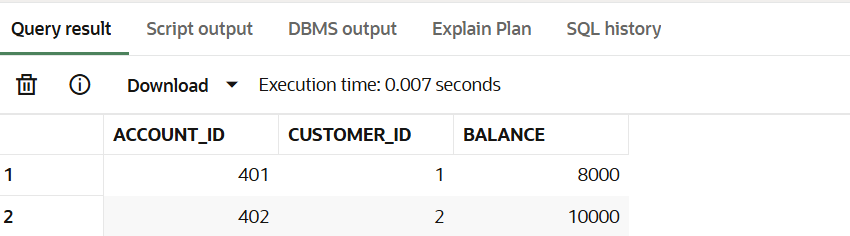 Query result Script output DBMS output Explain Plan SQL history
Download Execution time: 0.007 seconds
ACCOUNT_ID CUSTOMER_ID BALANCE
1 401 1 8000
2 402 2 10000